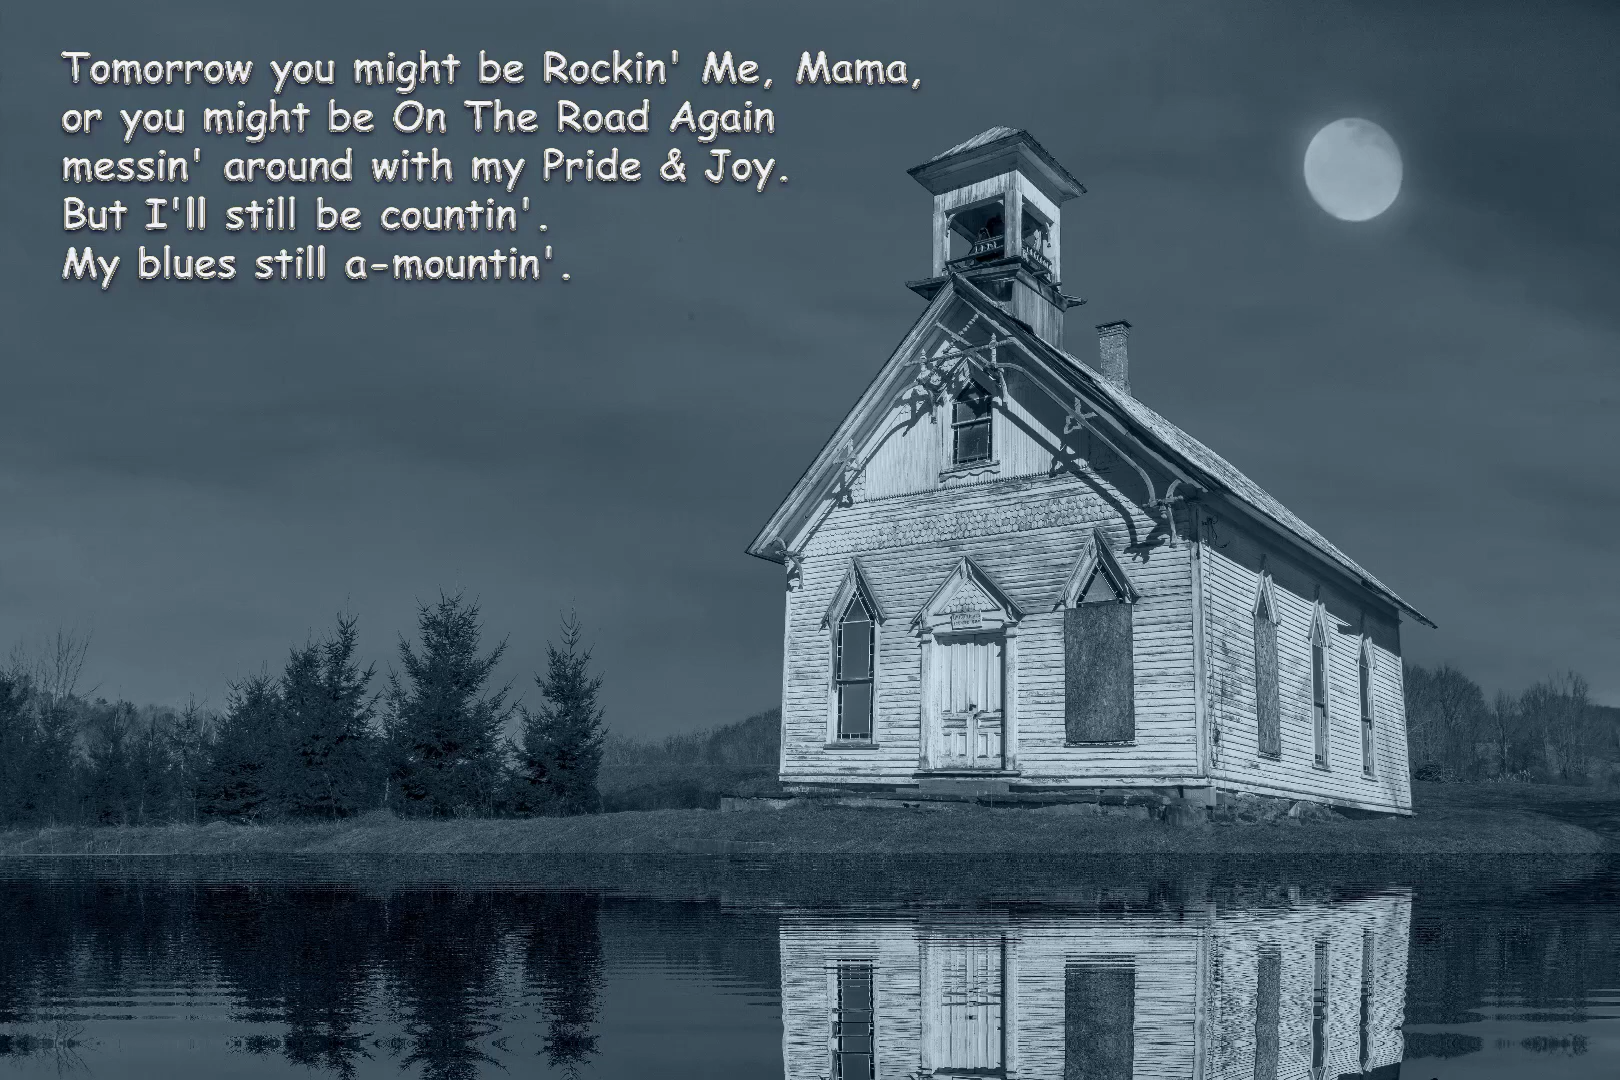 Tomorrow you might be Rockin' Me, Mama,
or you might be On The Road Again
messin' around with my Pride & Joy.
But I'll still be countin'.
My blues still a-mountin'.